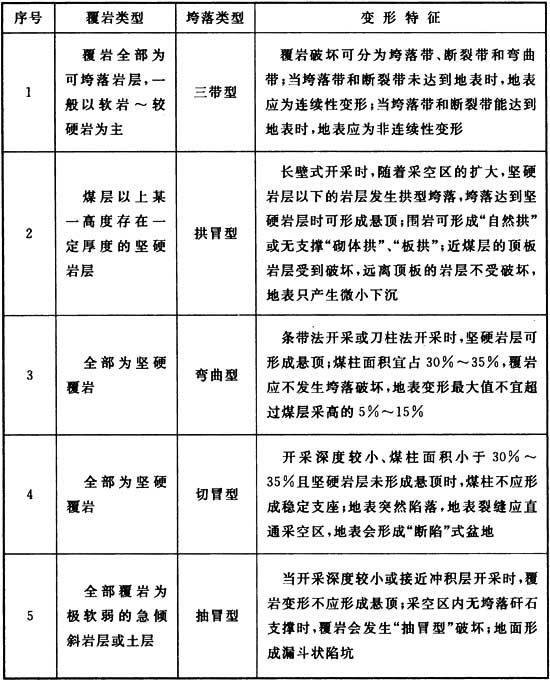 序号 覆岩类型 垮落类型 变形特征
1
覆岩全部为
可垮落岩层,一
般以软岩～较
硬岩为主
三带型
覆岩破坏可分为垮落带、断裂带和弯曲
带;当垮落带和断裂带未达到地表时,地表
应为连续性变形;当垮落带和断裂带能达到
地表时,地表应为非连续性变形
2
煤层以上某
一高度存在一
定厚度的坚硬
岩层
拱冒型
长壁式开采时,随着采空区的扩大,坚硬
岩层以下的岩层发生拱型垮落,垮落达到坚
硬岩层时可形成悬顶;围岩可形成“自然拱”
或无支撑“砌体拱”、“板拱”;近煤层的顶板
岩层受到破坏,远离顶板的岩层不受破坏,
地表只产生微小下沉
3
全部为坚硬
覆岩
弯曲型
条带法开采或刀柱法开采时,坚硬岩层可
形成悬顶;煤柱面积宜占30%～35%,覆岩
应不发生垮落破坏,地表变形最大值不宜超
过煤层采高的5%～15%
4
全部为坚硬
覆岩
切冒型
开采深度较小、煤柱面积小于30%～
35%且坚硬岩层未形成悬顶时,煤柱不应形
成稳定支座;地表突然陷落,地表裂缝应直
通采空区,地表会形成“断陷”式盆地
5
全部覆岩为
极软弱的急倾
斜岩层或土层
抽冒型
当开采深度较小或接近冲积层开采时,覆
岩变形不应形成悬顶;采空区内无垮落矸石
支撑时,覆岩会发生“抽冒型”破坏;地面形
成漏斗状陷坑